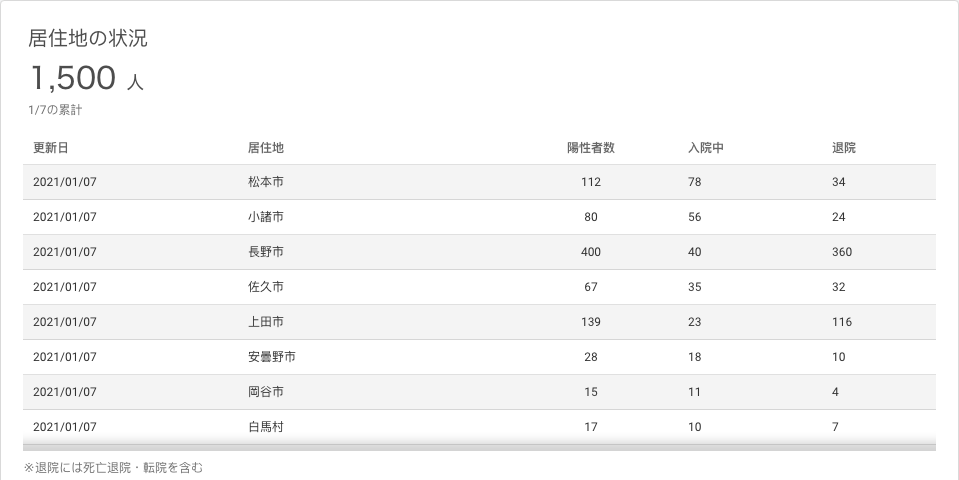 居住地の状況
1,500 人
1/7の累計
更新日 居住地 陽性者数 入院中 退院
2021/01/07 松本市 112 78 34
2021/01/07 小諸市 80 56 24
2021/01/07 長野市 400 40 360
2021/01/07 佐久市 67 35 32
2021/01/07 上田市 139 23 116
2021/01/07 安曇野市 28 18 10
2021/01/07 岡谷市 15 11 4
2021/01/07 白馬村 17 10 7
※退院には死亡退院・転院を含む